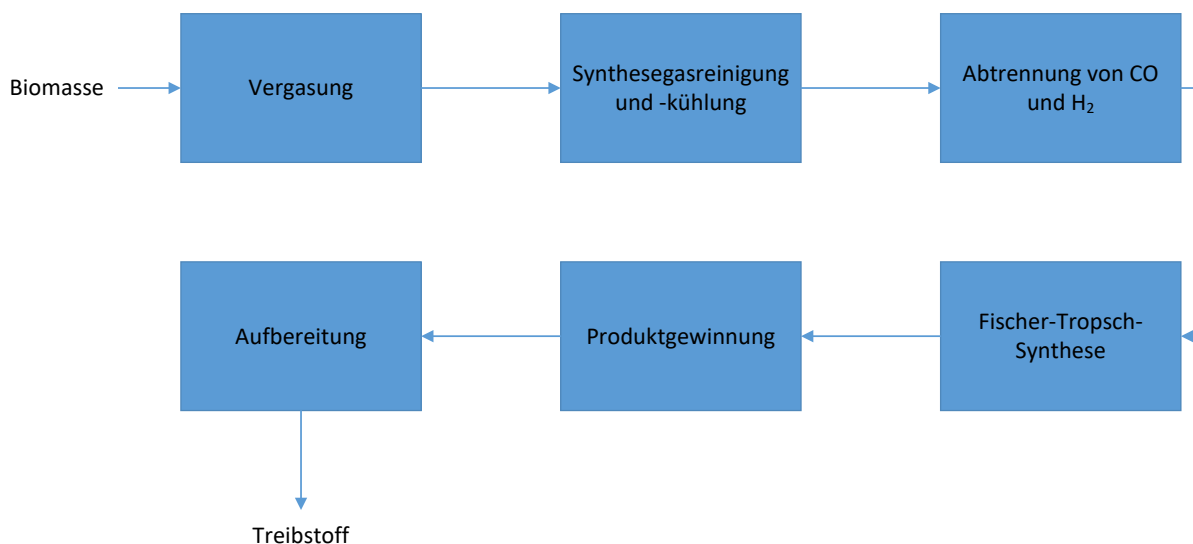 Biomasse
Vergasung
Synthesegasreinigung
und -kühlung
Abtrennung von CO
und H₂
Fischer-Tropsch-
Synthese
Produktgewinnung
Aufbereitung
Treibstoff